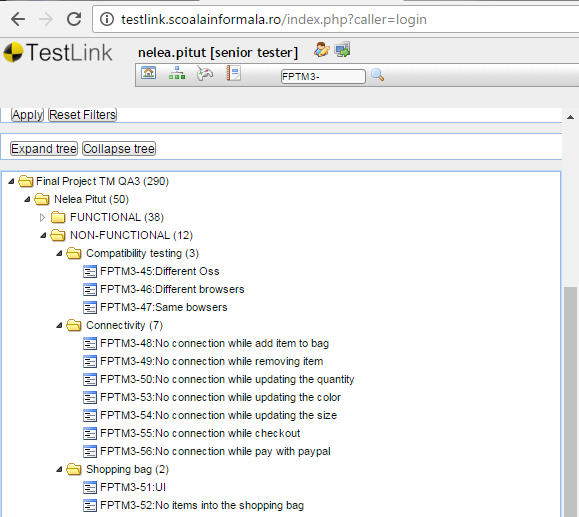 testlink.scoalainformala.ro/index.php?caller=login
TestLink
nelea.pitut [senior tester]
FPTM3-
Apply Reset Filters
Expand tree Collapse tree
Final Project TM QA3 (290)
Nelea Pitut (50)
FUNCTIONAL (38)
NON-FUNCTIONAL (12)
Compatibility testing (3)
FPTM3-45:Different Oss
FPTM3-46:Different browsers
FPTM3-47:Same bowsers
Connectivity (7)
FPTM3-48:No connection while add item to bag
FPTM3-49:No connection while removing item
FPTM3-50:No connection while updating the quantity
FPTM3-53:No connection while updating the color
FPTM3-54:No connection while updating the size
FPTM3-55:No connection while checkout
FPTM3-56:No connection while pay with paypal
Shopping bag (2)
FPTM3-51:UI
FPTM3-52:No items into the shopping bag